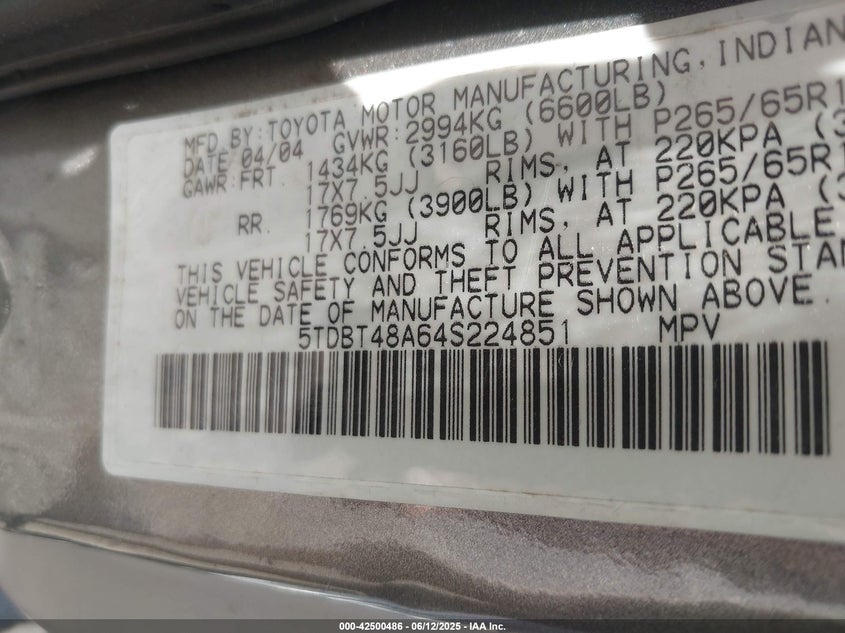 MFD. BY: TOYOTA MOTOR MANUFACTURING, INDIAN
DATE 04/04 GVWR: 2994KG (6600LB)
GAWR: FRT. 1434KG (3160LB) WITH P265/65R1
17X7.5JJ RIMS, AT 220KPA (3
RR. 1769KG (3900LB) WITH P265/65R1
17X7.5JJ RIMS, AT 220KPA (3
THIS VEHICLE CONFORMS TO ALL APPLICABLE
VEHICLE SAFETY AND THEFT PREVENTION STAN
ON THE DATE OF MANUFACTURE SHOWN ABOVE.
5TDBT48A64S224851 MPV
000-42500486 - 06/12/2025 - IAA Inc.